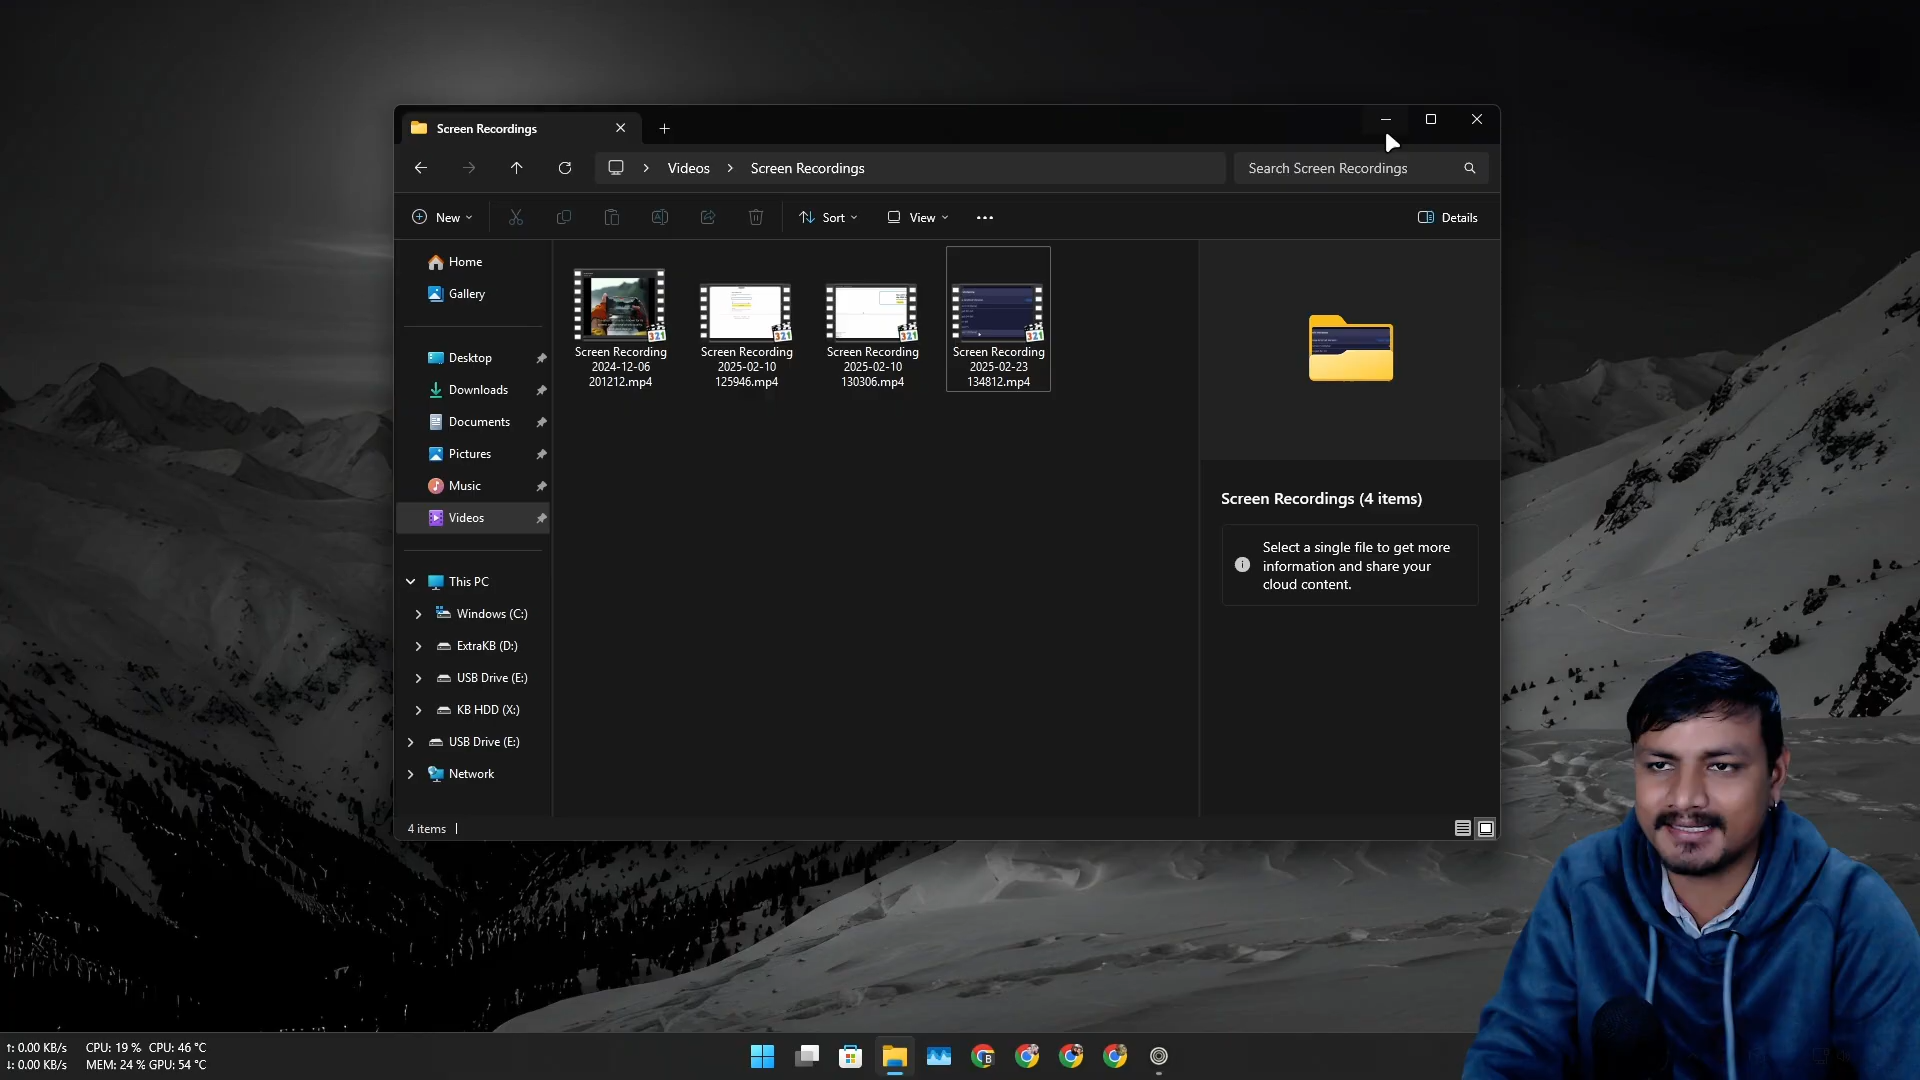 Screen Recordings
Videos > Screen Recordings
Search Screen Recordings
New
Sort
View
Details
Home
Gallery
Desktop
Downloads
Documents
Pictures
Music
Videos
This PC
Windows (C:)
ExtraKB (D:)
USB Drive (E:)
KB HDD (X:)
USB Drive (E:)
Network
Screen Recording
2024-12-06
201212.mp4
Screen Recording
2025-02-10
125946.mp4
Screen Recording
2025-02-10
130306.mp4
Screen Recording
2025-02-23
134812.mp4
Screen Recordings (4 items)
Select a single file to get more
information and share your
cloud content.
4 items
↑: 0.00 KB/s CPU: 19 % CPU: 46 °C
↓: 0.00 KB/s MEM: 24 % GPU: 54 °C